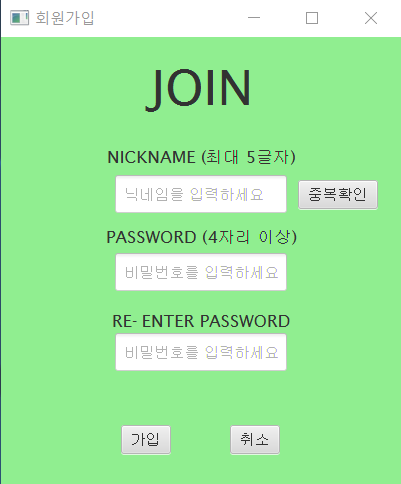 회원가입
JOIN
NICKNAME (최대 5글자)
닉네임을 입력하세요 중복확인
PASSWORD (4자리 이상)
비밀번호를 입력하세요
RE- ENTER PASSWORD
비밀번호를 입력하세요
가입 취소